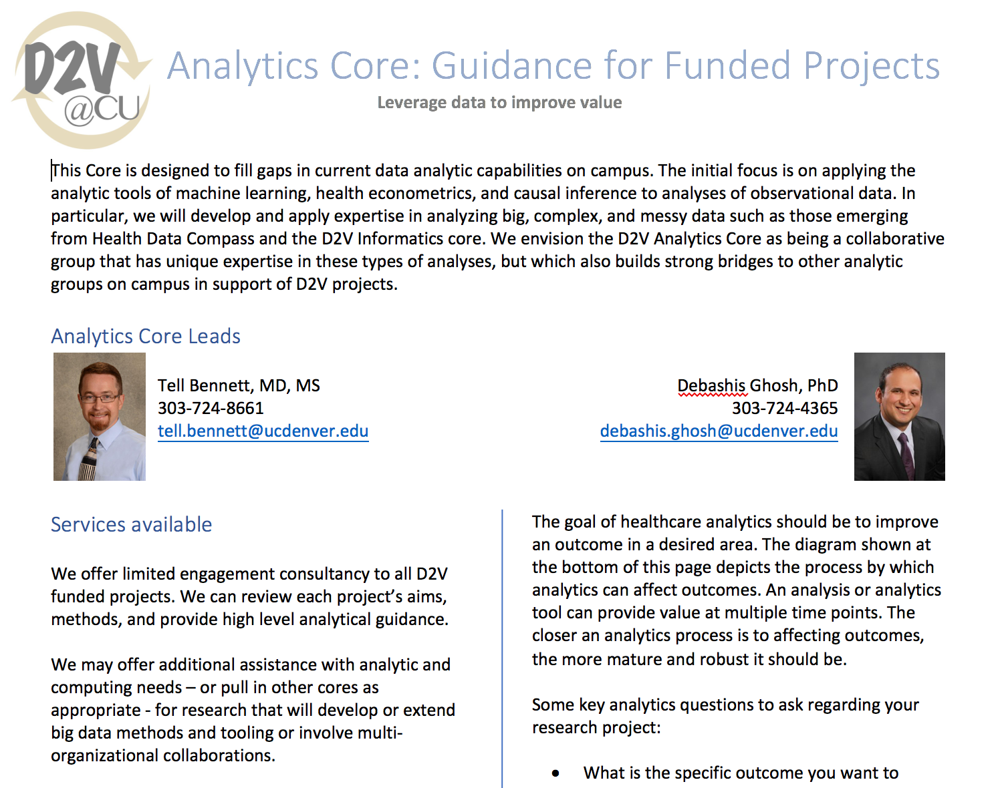 D2V
@CU
Analytics Core: Guidance for Funded Projects
Leverage data to improve value
This Core is designed to fill gaps in current data analytic capabilities on campus. The initial focus is on applying the
analytic tools of machine learning, health econometrics, and causal inference to analyses of observational data. In
particular, we will develop and apply expertise in analyzing big, complex, and messy data such as those emerging
from Health Data Compass and the D2V Informatics core. We envision the D2V Analytics Core as being a collaborative
group that has unique expertise in these types of analyses, but which also builds strong bridges to other analytic
groups on campus in support of D2V projects.
Analytics Core Leads
Tell Bennett, MD, MS
303-724-8661
tell.bennett@ucdenver.edu
Debashis Ghosh, PhD
303-724-4365
debashis.ghosh@ucdenver.edu
Services available
We offer limited engagement consultancy to all D2V
funded projects. We can review each project’s aims,
methods, and provide high level analytical guidance.
We may offer additional assistance with analytic and
computing needs – or pull in other cores as
appropriate - for research that will develop or extend
big data methods and tooling or involve multi-
organizational collaborations.
The goal of healthcare analytics should be to improve
an outcome in a desired area. The diagram shown at
the bottom of this page depicts the process by which
analytics can affect outcomes. An analysis or analytics
tool can provide value at multiple time points. The
closer an analytics process is to affecting outcomes,
the more mature and robust it should be.
Some key analytics questions to ask regarding your
research project:
• What is the specific outcome you want to